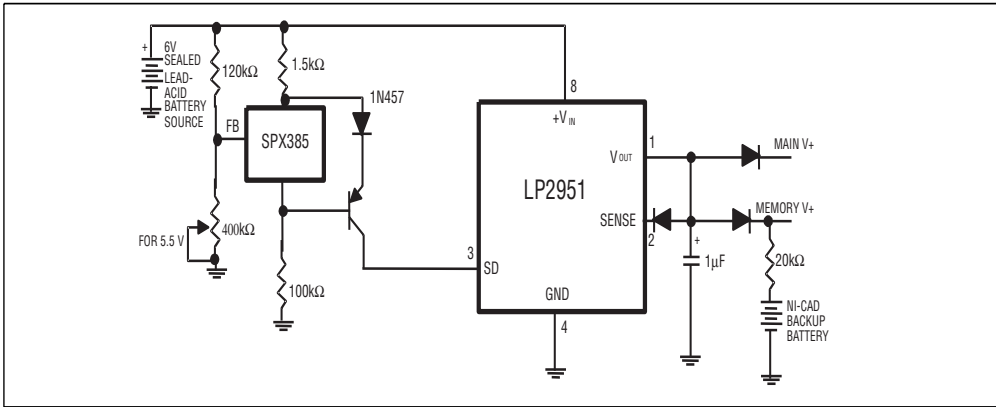 +
6V
SEALED
LEAD-
ACID
BATTERY
SOURCE
120kΩ
1.5kΩ
1N457
FB
SPX385
400kΩ
FOR 5.5 V
100kΩ
8
+VIN
1
VOUT
LP2951
SENSE
2
3
SD
GND
4
MAIN V+
MEMORY V+
+
1µF
20kΩ
NI-CAD
BACKUP
BATTERY